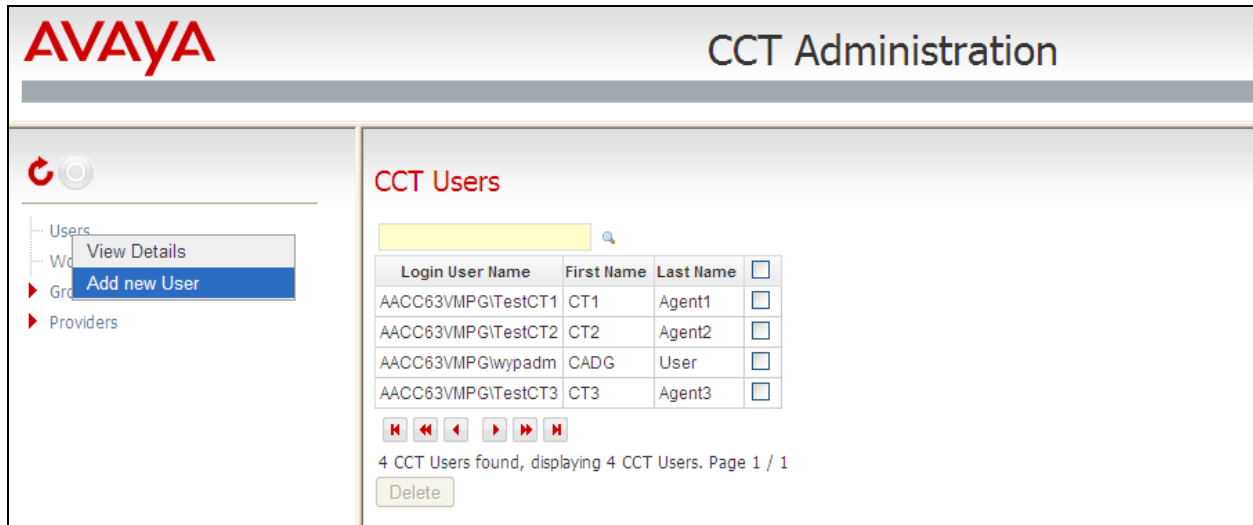 AVAYA
CCT Administration
CCT Users
Users
View Details
Add new User
Providers
Login User Name First Name Last Name
AACC63VMPG\TestCT1 CT1 Agent1
AACC63VMPG\TestCT2 CT2 Agent2
AACC63VMPG\wypadm CADG User
AACC63VMPG\TestCT3 CT3 Agent3
4 CCT Users found, displaying 4 CCT Users. Page 1 / 1
Delete